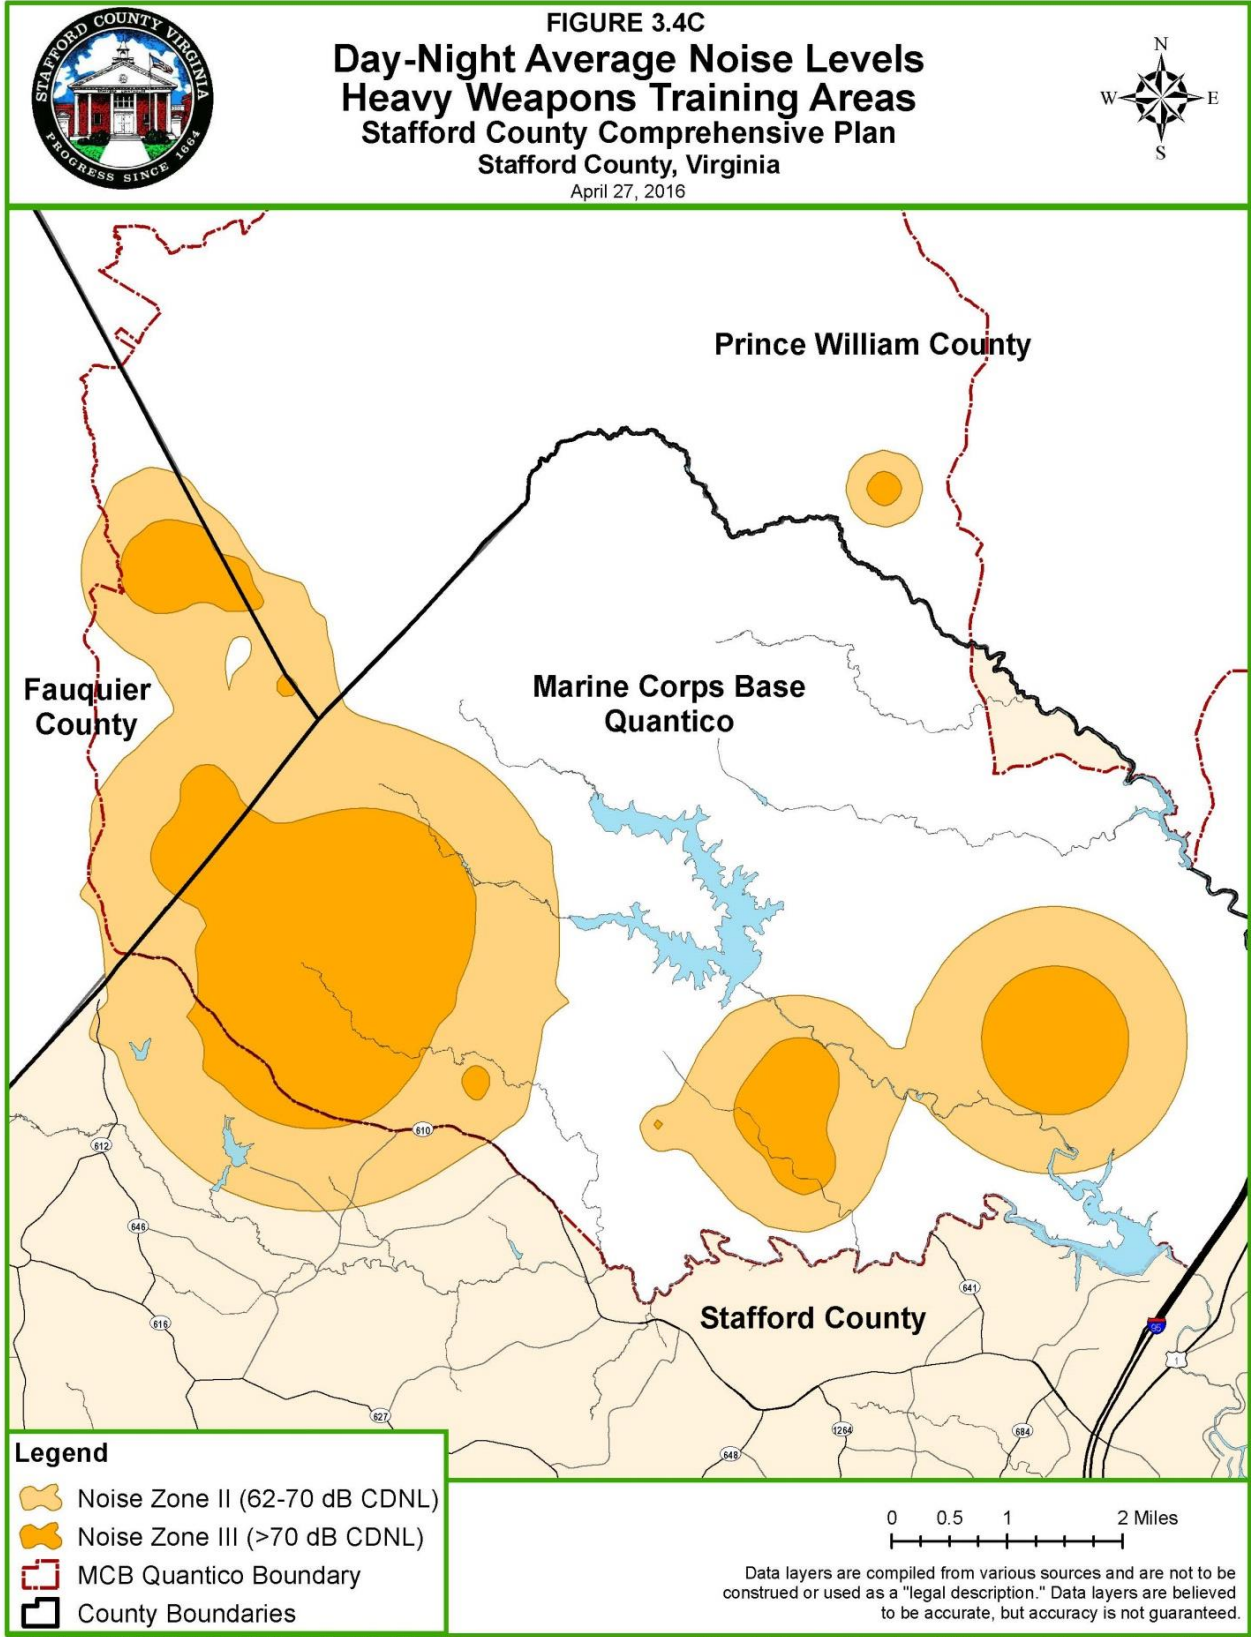 FIGURE 3.4C
Day-Night Average Noise Levels
Heavy Weapons Training Areas
Stafford County Comprehensive Plan
Stafford County, Virginia
April 27, 2016
STAFFORD COUNTY VIRGINIA
PROGRESS SINCE 1664
N
W E
S
Prince William County
Marine Corps Base
Quantico
Fauquier
County
610
612
646
616
627
Stafford County
641
95
1
648
1264
684
Legend
Noise Zone II (62-70 dB CDNL)
Noise Zone III (>70 dB CDNL)
MCB Quantico Boundary
County Boundaries
0 0.5 1 2 Miles
Data layers are compiled from various sources and are not to be
construed or used as a "legal description." Data layers are believed
to be accurate, but accuracy is not guaranteed.